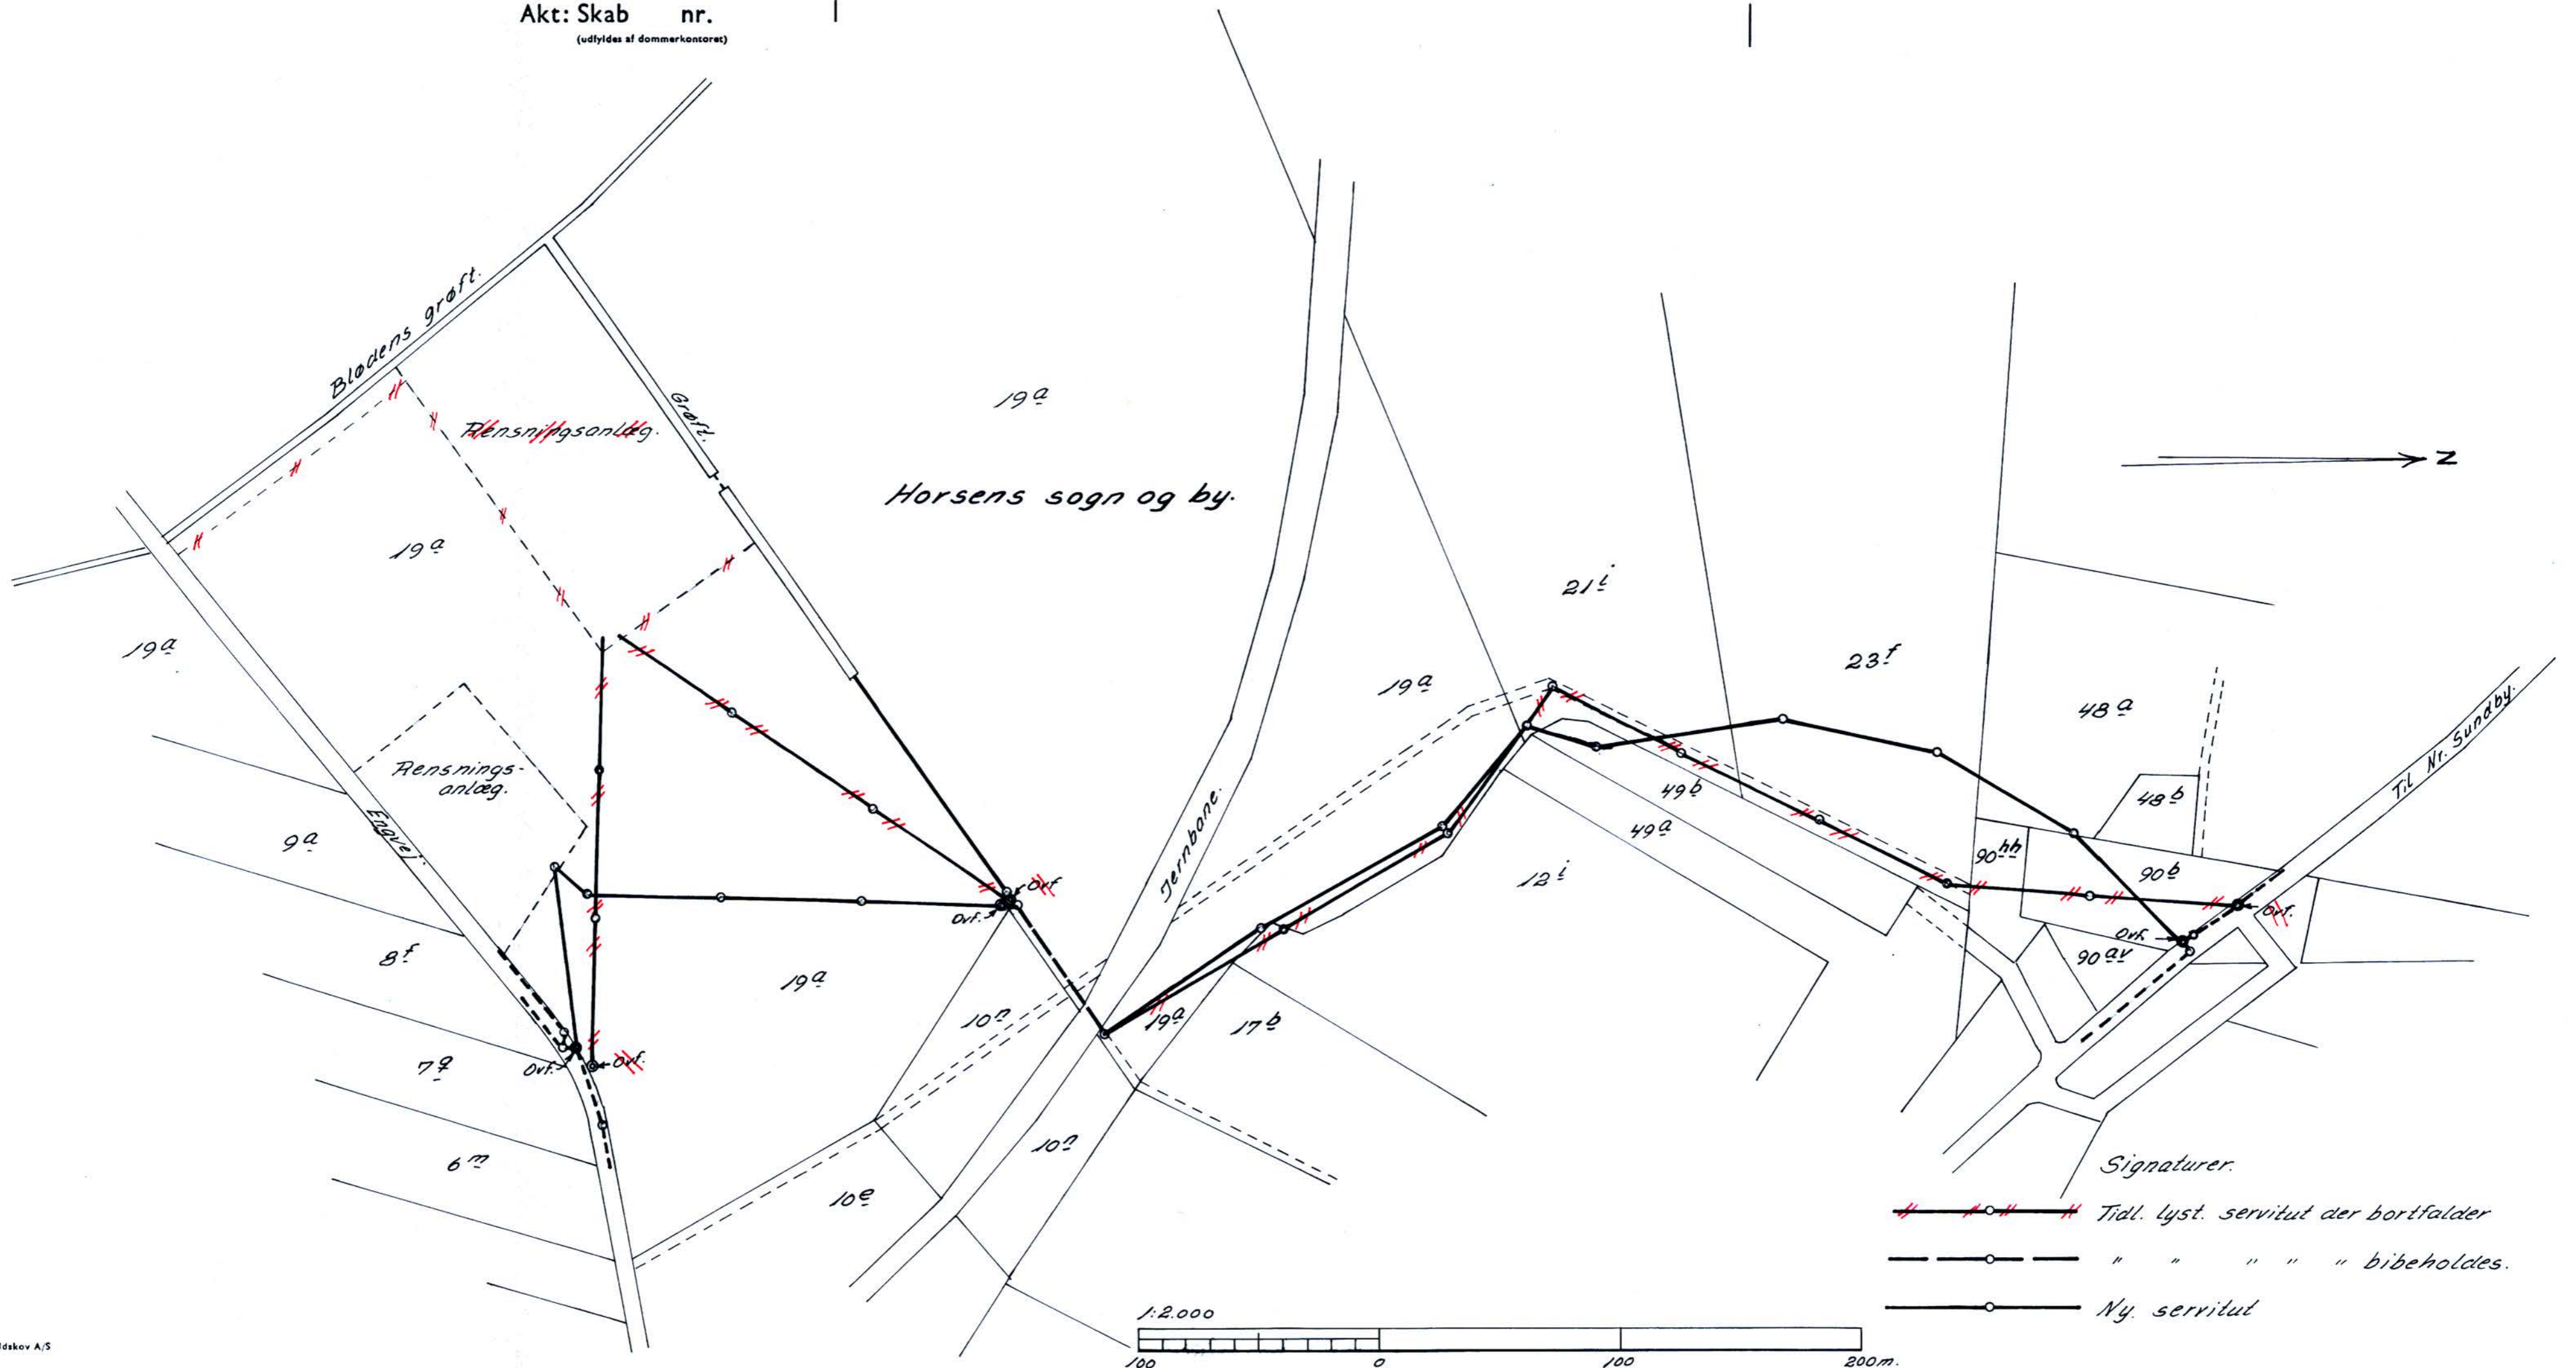 Akt: Skab nr.
(udfyldes af dommerkontoret)
Blødens grøft.
Grøft.
Rensningsanlæg.
19a
Horsens sogn og by.
N
19a
19a
21i
23f
19a
48a
Til Nr. Sundby.
Rensnings-
anlæg.
48b
49b
49a
Engvej.
9a
Jernbane.
12i
90hh
90b
Ovf.
Ovf.
Ovf.
Ovf.
90av
8f
19a
10n
19a
17b
7q
Ovf.
Ovf.
10n
6m
10e
Signaturer.
Tidl. lyst. servitut der bortfalder
" " " " " bibeholdes.
Ny. servitut
1:2.000
100 0 100 200m.
dskov A/S